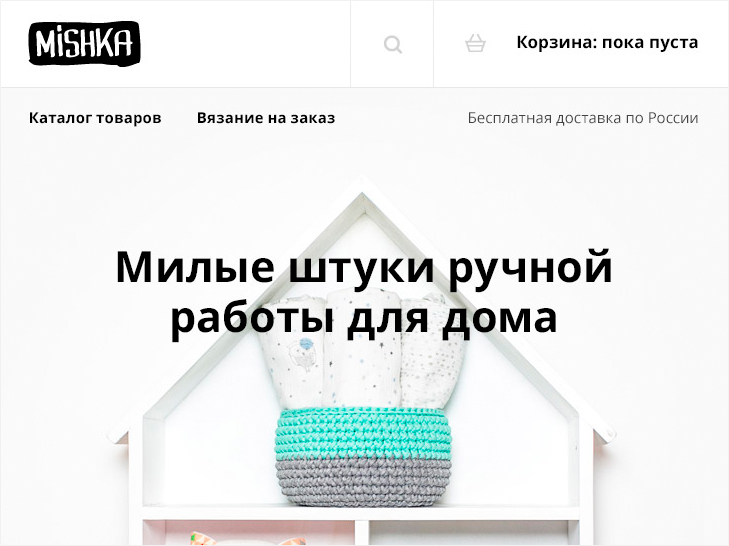 MiSHKA
Корзина: пока пуста
Каталог товаров
Вязание на заказ
Бесплатная доставка по России
Милые штуки ручной
работы для дома